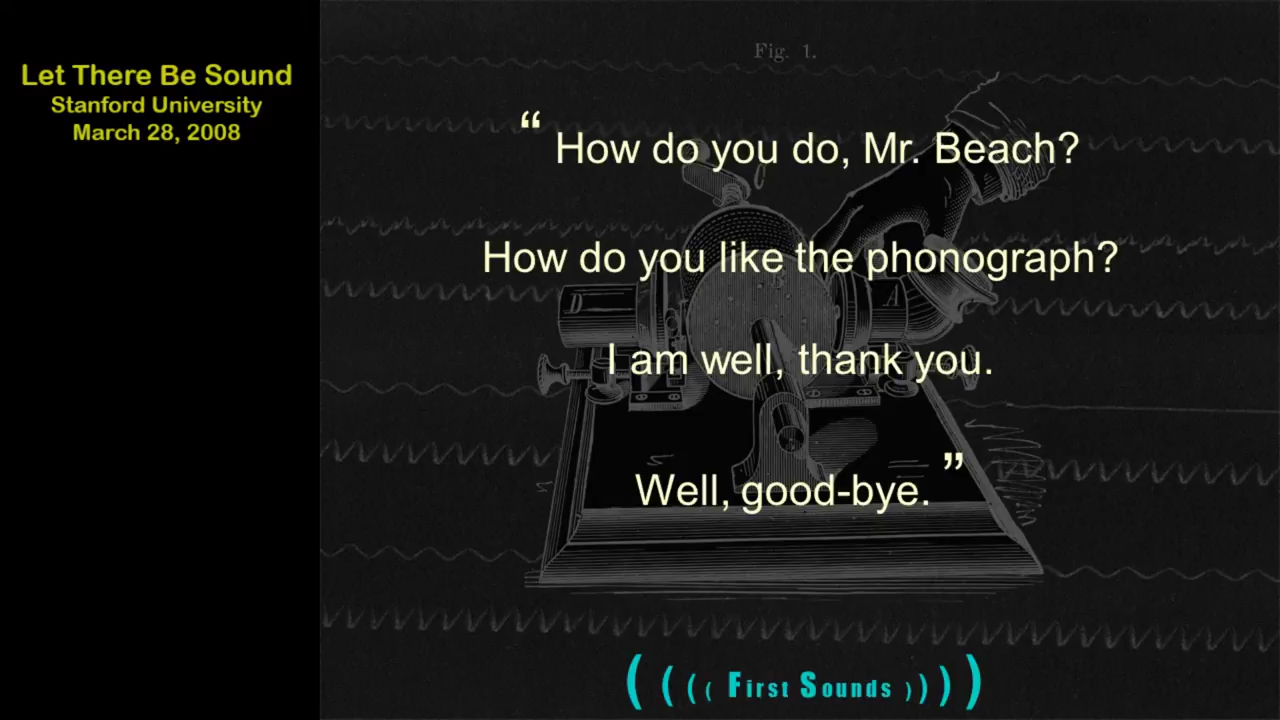 Let There Be Sound
Stanford University
March 28, 2008
Fig. 1.
“ How do you do, Mr. Beach?
How do you like the phonograph?
B
D
A
I am well, thank you.
Well, good-bye. ”
( ( ( ( First Sounds ) ) ) )